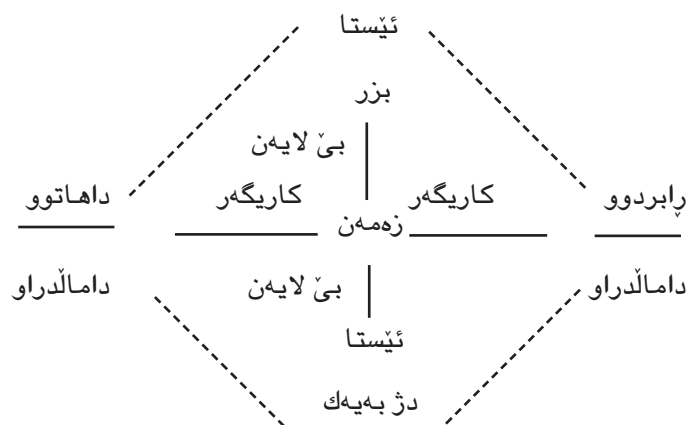 ئێستا
بزر
بێ لایەن
ڕابردوو کاریگەر کاریگەر داهاتوو
زەمەن
داماڵدراو بێ لایەن داماڵدراو
ئێستا
دژ بەیەك